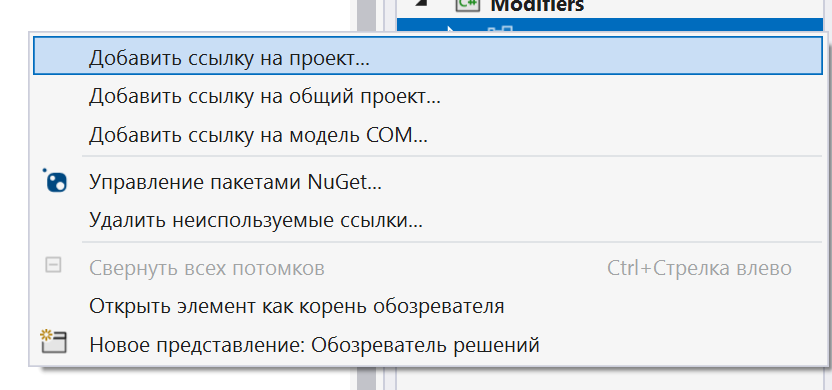 C# Modifiers
Добавить ссылку на проект...
Добавить ссылку на общий проект...
Добавить ссылку на модель COM...
Управление пакетами NuGet...
Удалить неиспользуемые ссылки...
Свернуть всех потомков Ctrl+Стрелка влево
Открыть элемент как корень обозревателя
Новое представление: Обозреватель решений